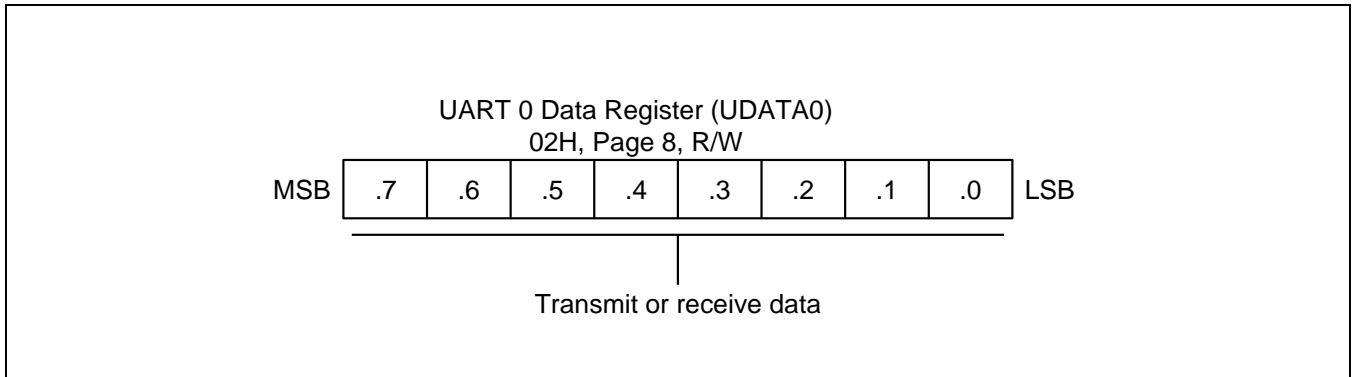 UART 0 Data Register (UDATA0)
02H, Page 8, R/W
MSB .7 .6 .5 .4 .3 .2 .1 .0 LSB
Transmit or receive data